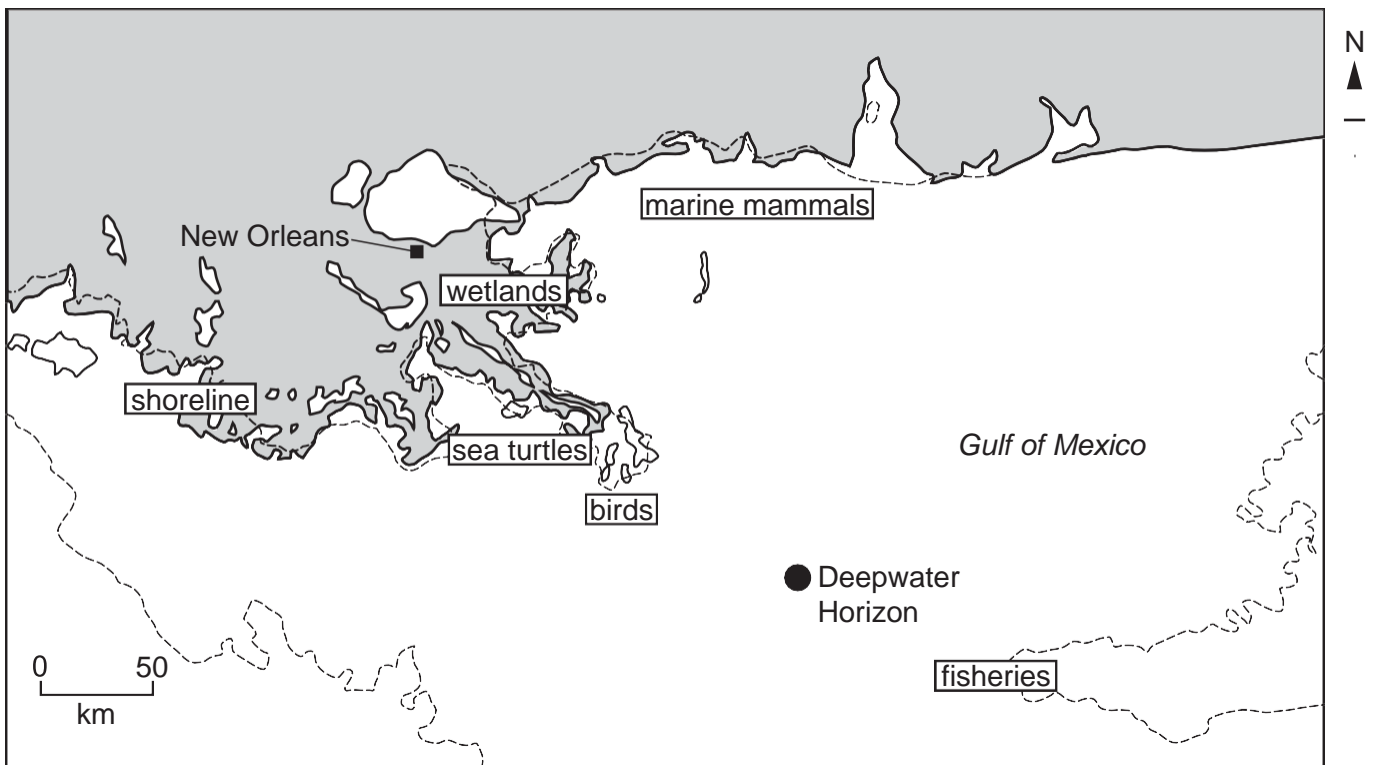 N
marine mammals
New Orleans
wetlands
shoreline
sea turtles
Gulf of Mexico
birds
Deepwater
Horizon
fisheries
0 50
km